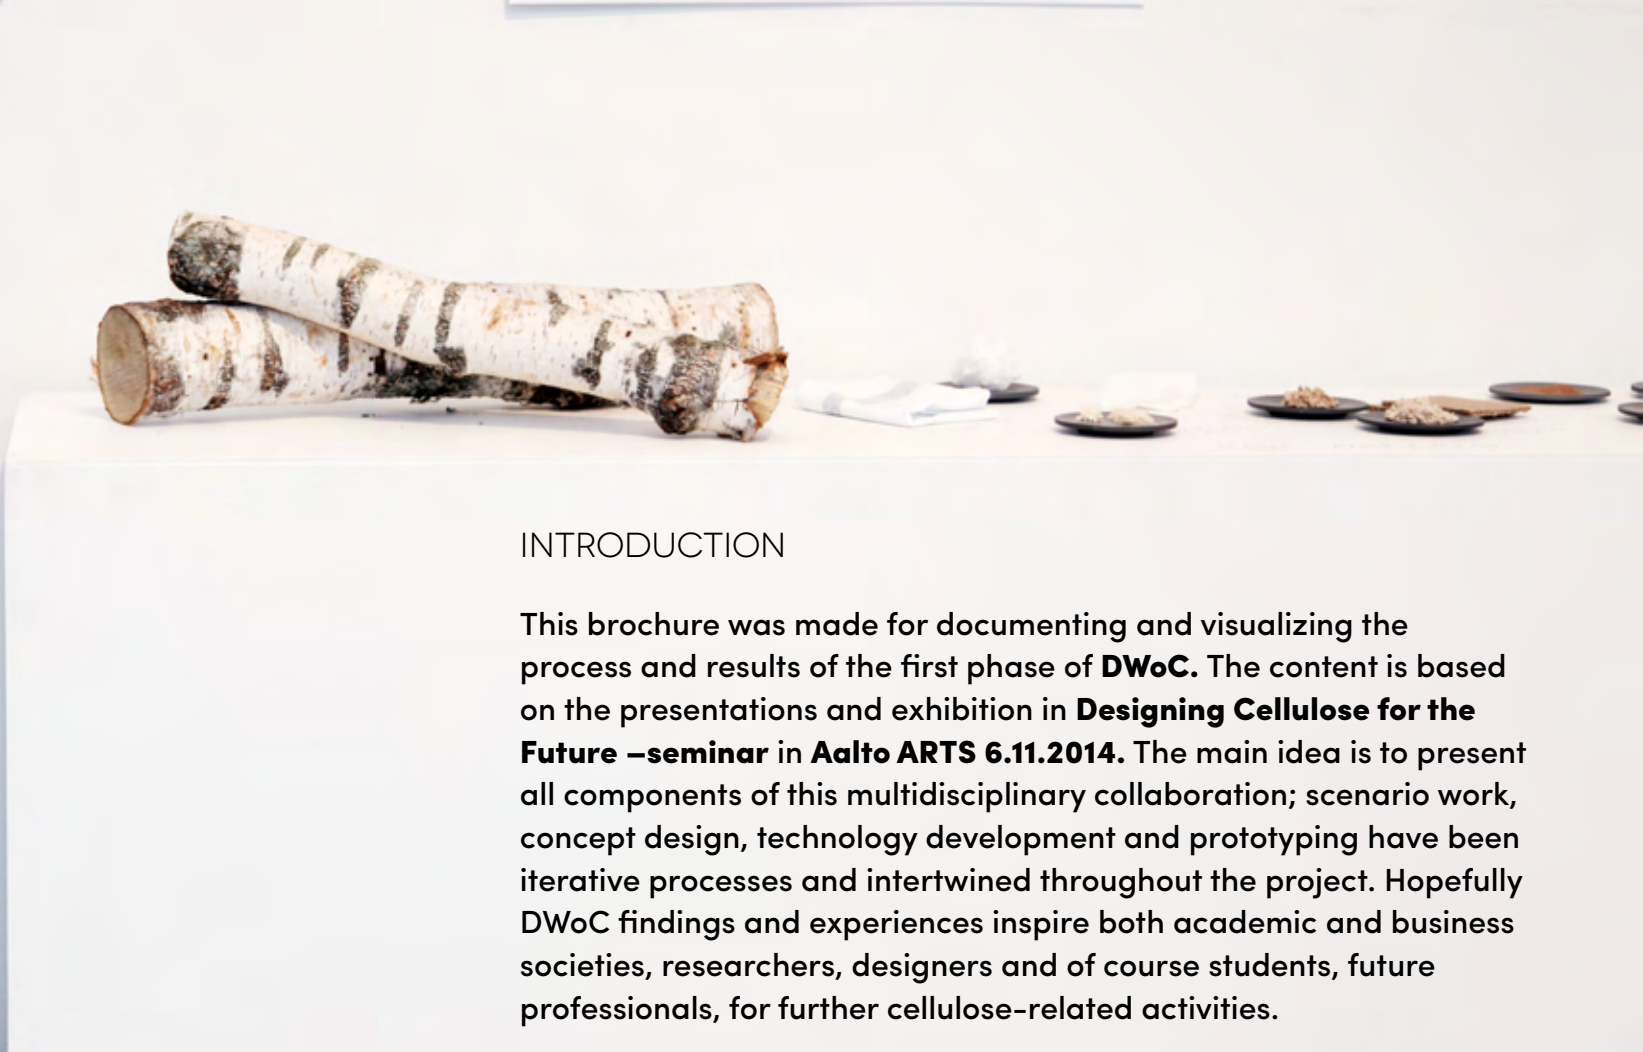 INTRODUCTION
This brochure was made for documenting and visualizing the
process and results of the first phase of DWoC. The content is based
on the presentations and exhibition in Designing Cellulose for the
Future –seminar in Aalto ARTS 6.11.2014. The main idea is to present
all components of this multidisciplinary collaboration; scenario work,
concept design, technology development and prototyping have been
iterative processes and intertwined throughout the project. Hopefully
DWoC findings and experiences inspire both academic and business
societies, researchers, designers and of course students, future
professionals, for further cellulose-related activities.